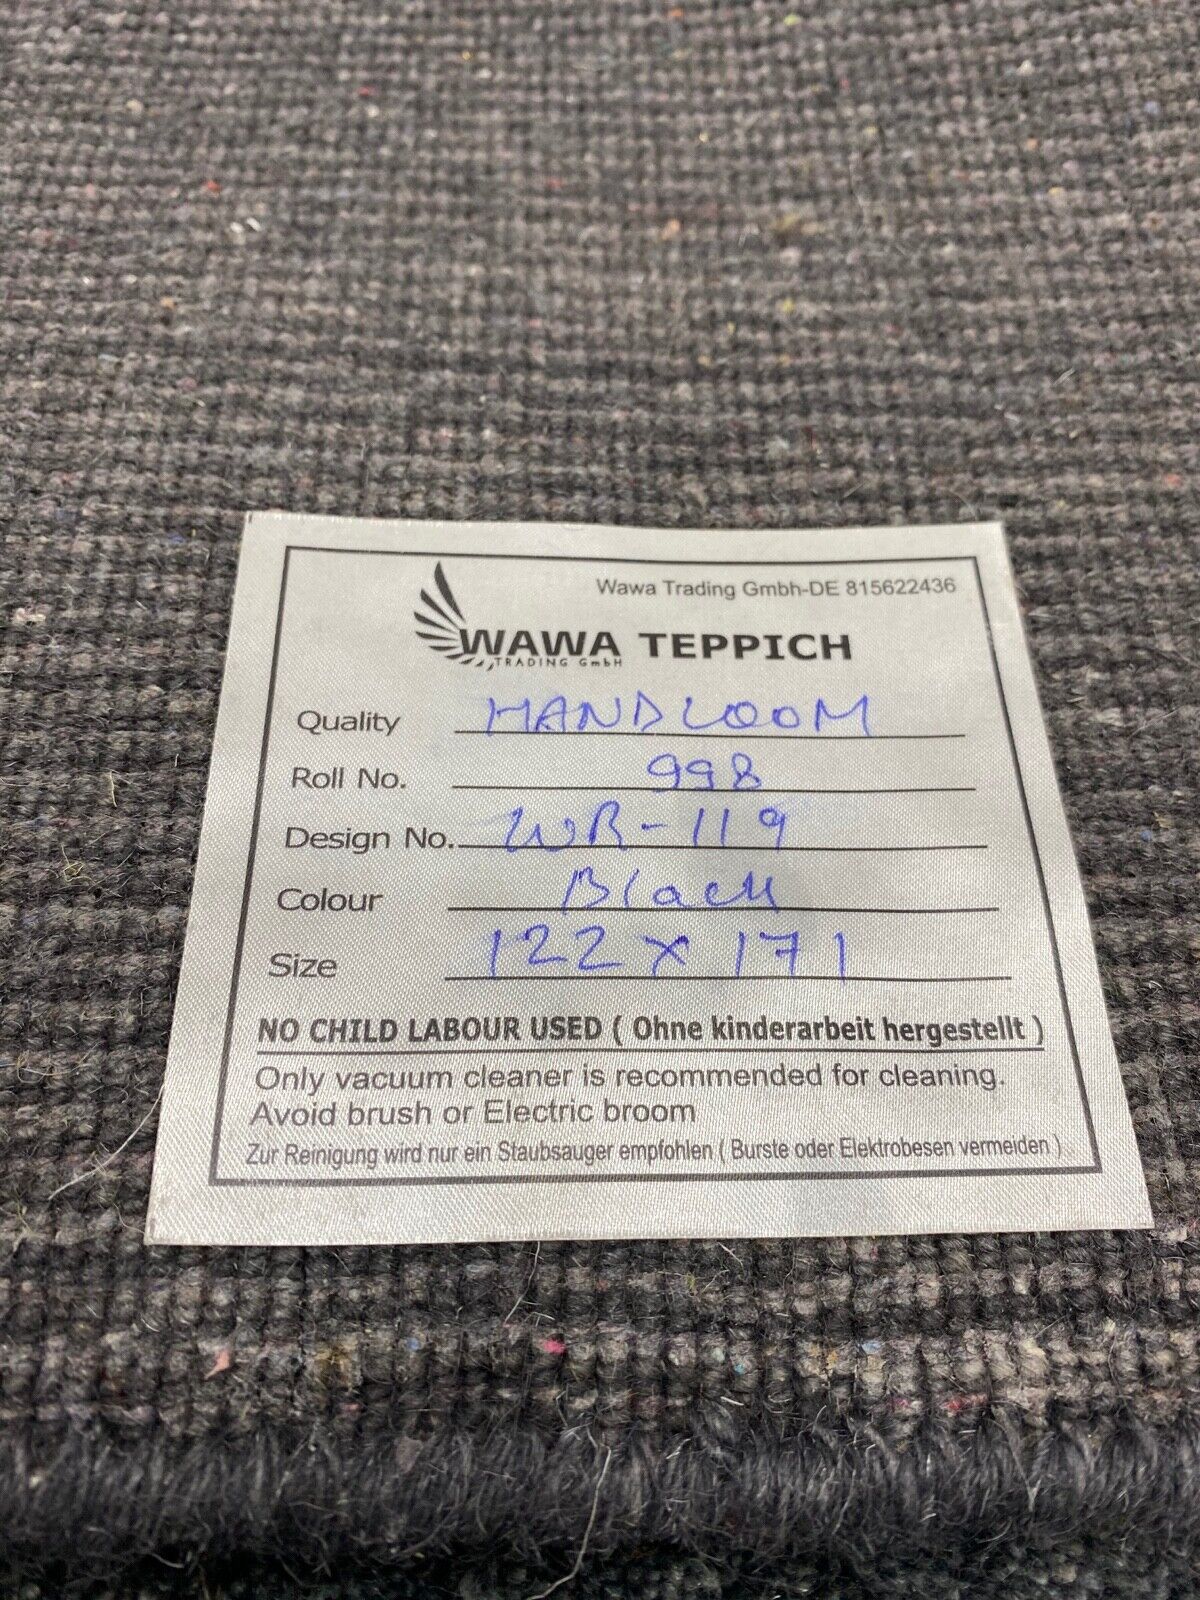 Wawa Trading Gmbh-DE 815622436
WAWA TEPPICH
TRADING GmbH
Quality HANDLOOM
Roll No. 998
Design No. WR-119
Colour Black
Size 122 x 171
NO CHILD LABOUR USED ( Ohne kinderarbeit hergestellt )
Only vacuum cleaner is recommended for cleaning.
Avoid brush or Electric broom
Zur Reinigung wird nur ein Staubsauger empfohlen ( Burste oder Elektrobesen vermeiden )